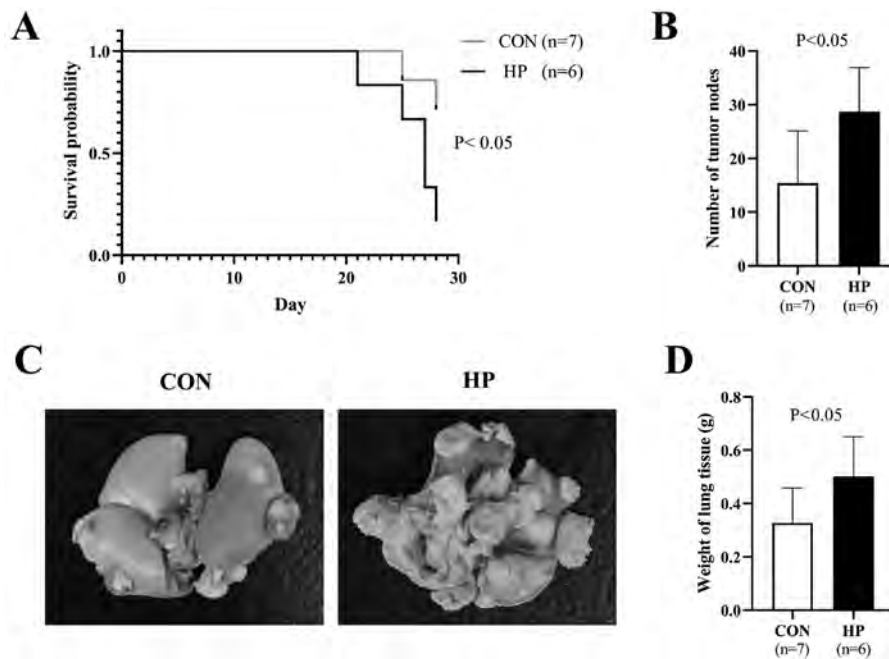 A
Survival probability
1.0
0.5
0.0
0
10
20
30
Day
CON (n=7)
HP (n=6)
P< 0.05
B
Number of tumor nodes
40
30
20
10
0
P<0.05
CON
(n=7)
HP
(n=6)
C
CON
HP
D
Weight of lung tissue (g)
0.8
0.6
0.4
0.2
0.0
P<0.05
CON
(n=7)
HP
(n=6)